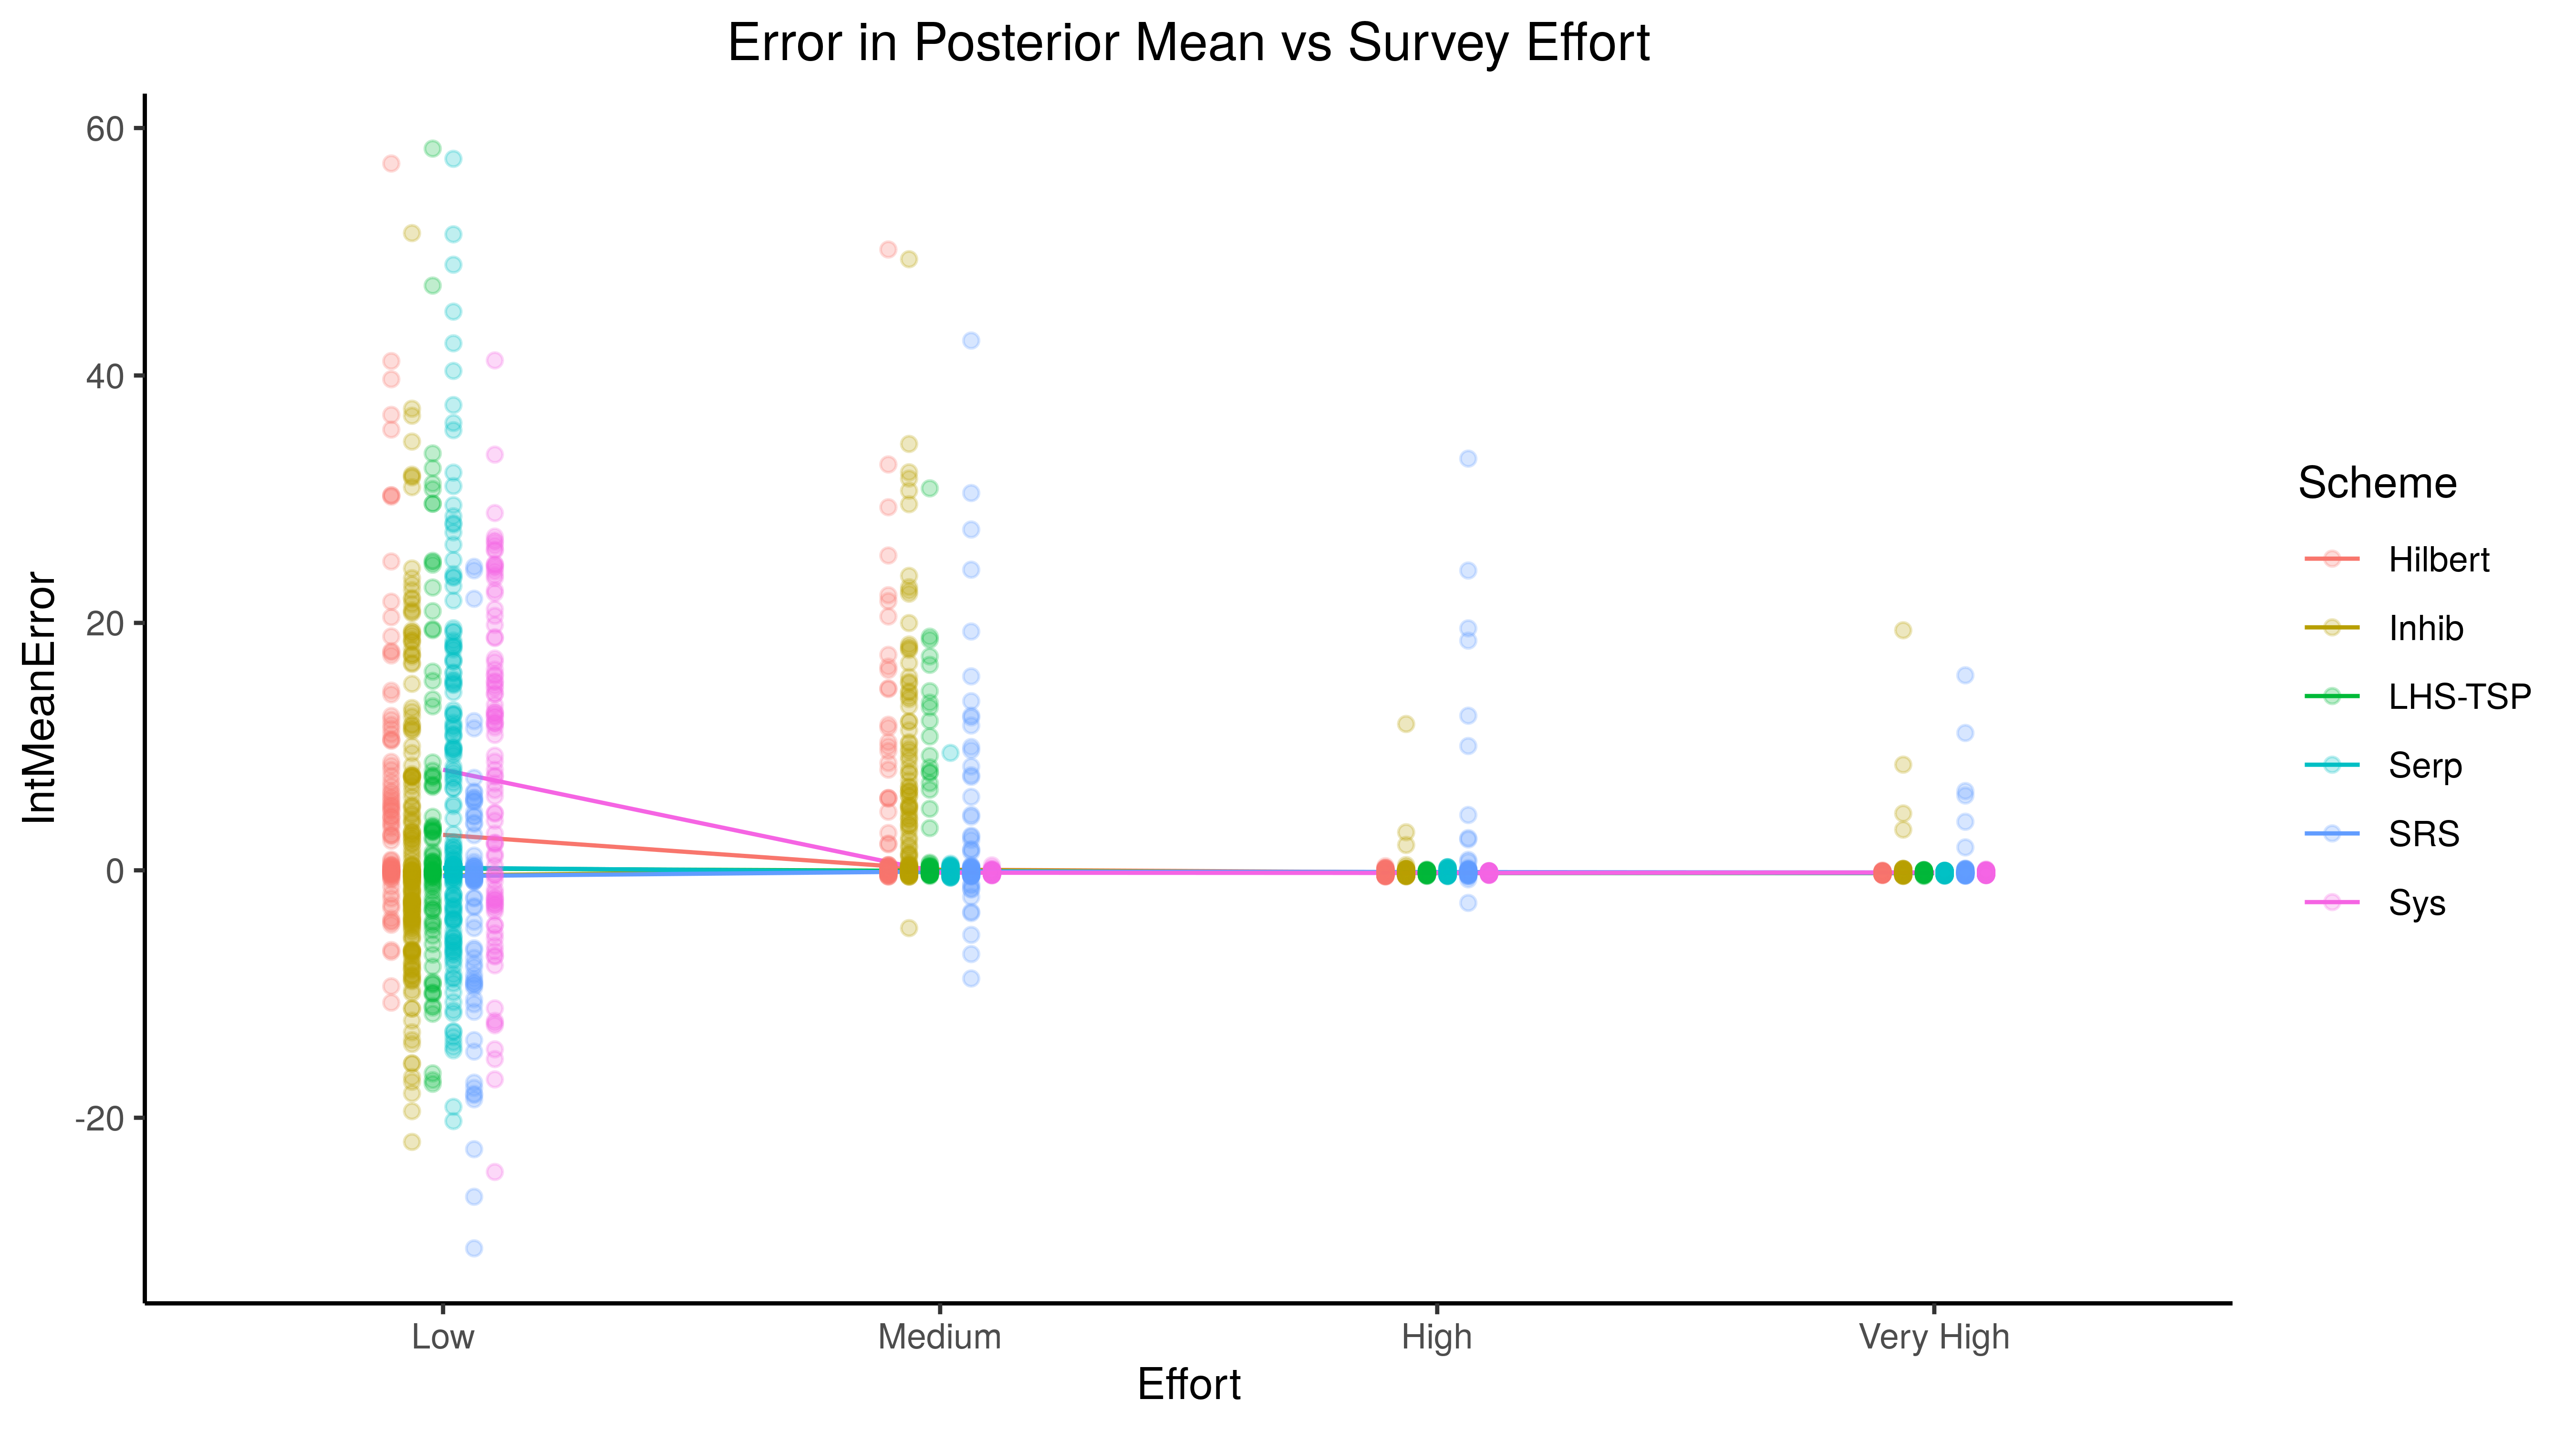 Error in Posterior Mean vs Survey Effort
IntMeanError
60
40
20
0
-20
Low
Medium
High
Very High
Effort
Scheme
Hilbert
Inhib
LHS-TSP
Serp
SRS
Sys